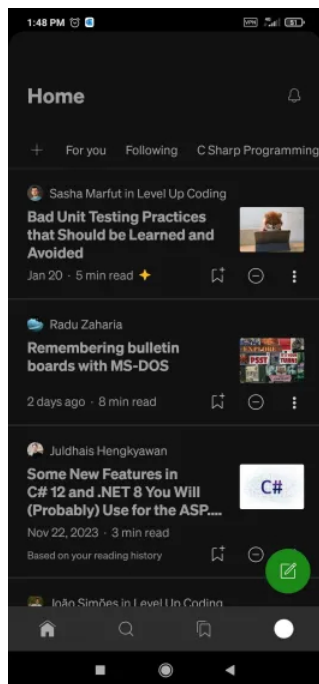 1:48 PM
VPN
Home
For you Following C Sharp Programming
Sasha Marfut in Level Up Coding
Bad Unit Testing Practices
that Should be Learned and
Avoided
Jan 20 · 5 min read
Radu Zaharia
Remembering bulletin
boards with MS-DOS
PSST
2 days ago · 8 min read
Juldhais Hengkyawan
Some New Features in
C# 12 and .NET 8 You Will
(Probably) Use for the ASP....
C#
Nov 22, 2023 · 3 min read
Based on your reading history
João Simões in Level Up Coding